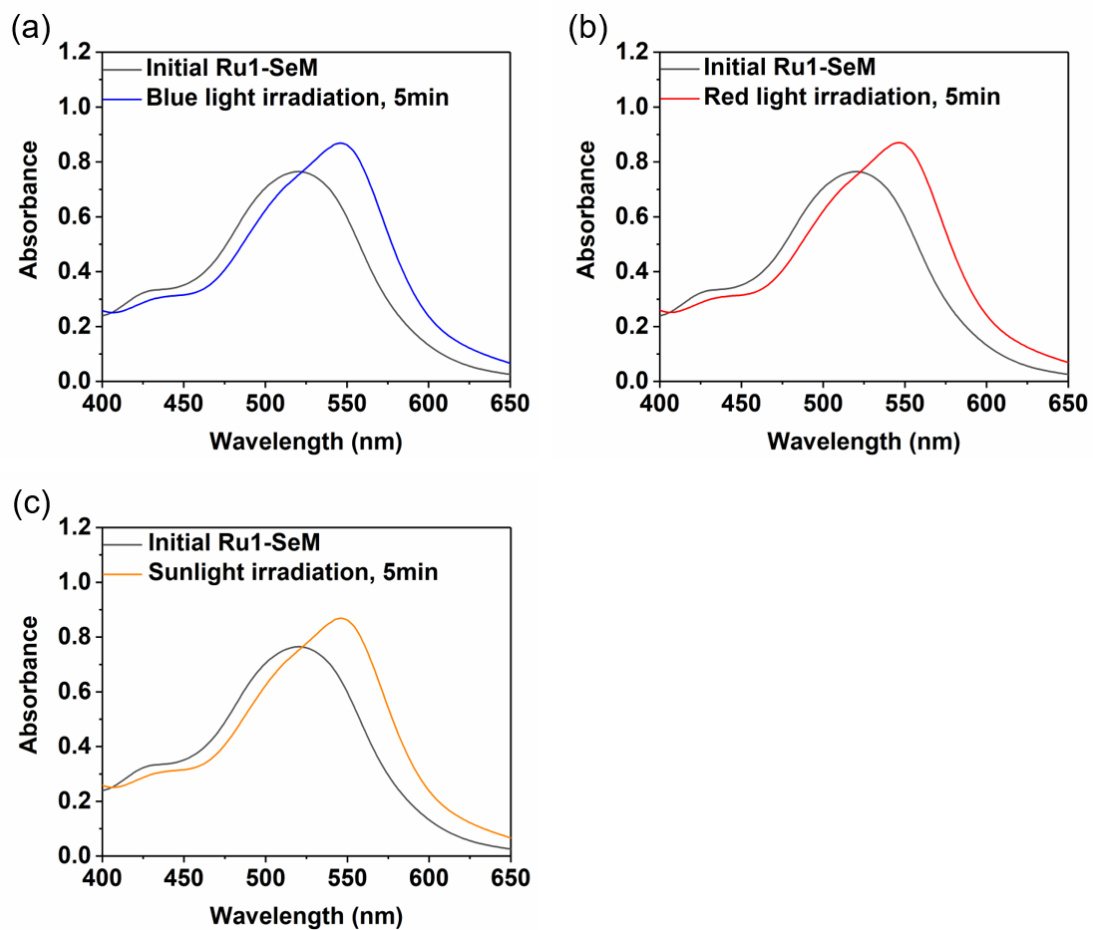 (a)
1.2
Initial Ru1-SeM
Blue light irradiation, 5min
1.0
0.8
0.6
0.4
0.2
0.0
Absorbance
400 450 500 550 600 650
Wavelength (nm)
(b)
1.2
Initial Ru1-SeM
Red light irradiation, 5min
1.0
0.8
0.6
0.4
0.2
0.0
Absorbance
400 450 500 550 600 650
Wavelength (nm)
(c)
1.2
Initial Ru1-SeM
Sunlight irradiation, 5min
1.0
0.8
0.6
0.4
0.2
0.0
Absorbance
400 450 500 550 600 650
Wavelength (nm)